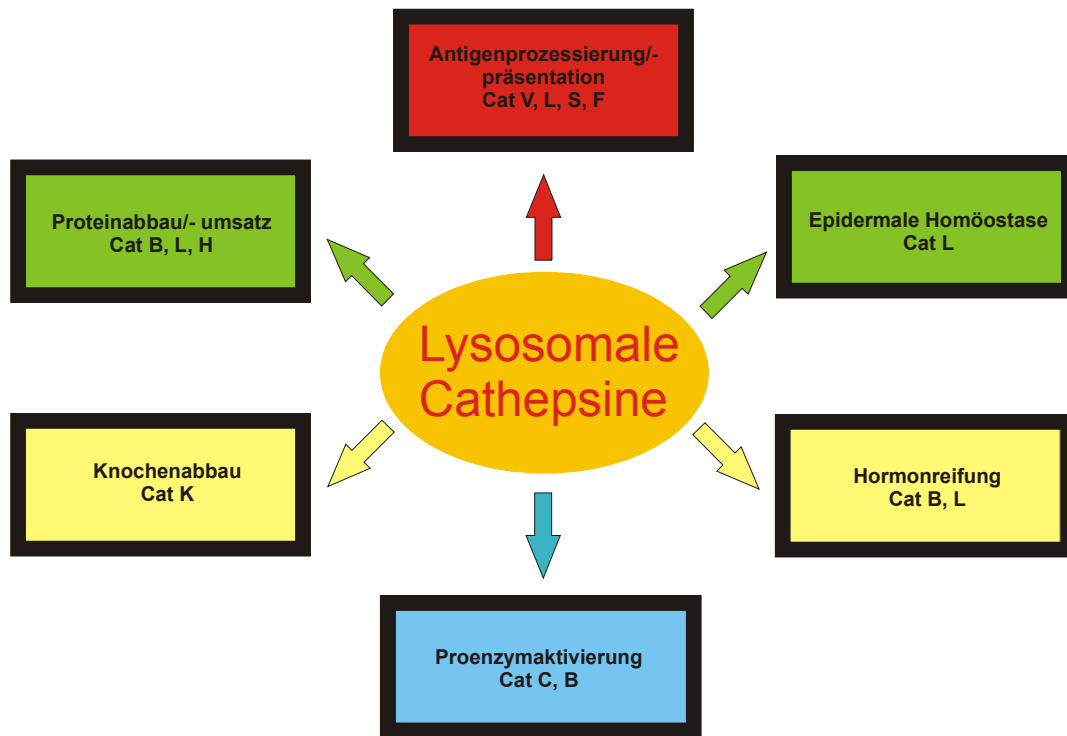 Antigenprozessierung/-
präsentation
Cat V, L, S, F
Proteinabbau/- umsatz
Cat B, L, H
Epidermale Homöostase
Cat L
Lysosomale
Cathepsine
Knochenabbau
Cat K
Hormonreifung
Cat B, L
Proenzymaktivierung
Cat C, B